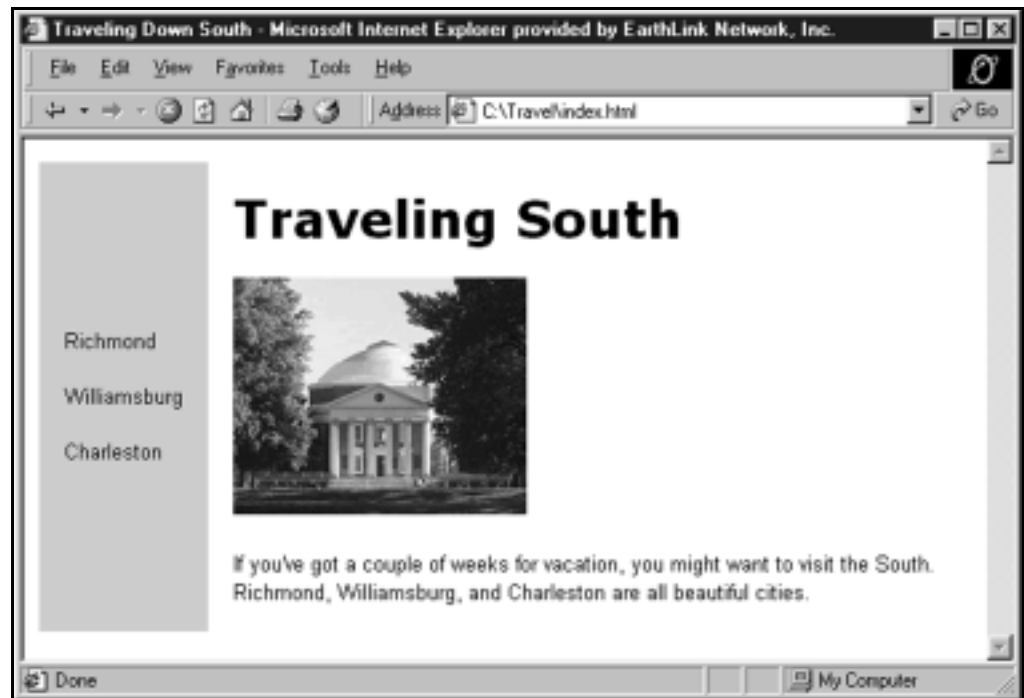 Traveling Down South - Microsoft Internet Explorer provided by EarthLink Network, Inc.
File Edit View Favorites Tools Help
Address C:\Travel\index.html Go
Traveling South
Richmond
Williamsburg
Charleston
If you've got a couple of weeks for vacation, you might want to visit the South.
Richmond, Williamsburg, and Charleston are all beautiful cities.
Done My Computer